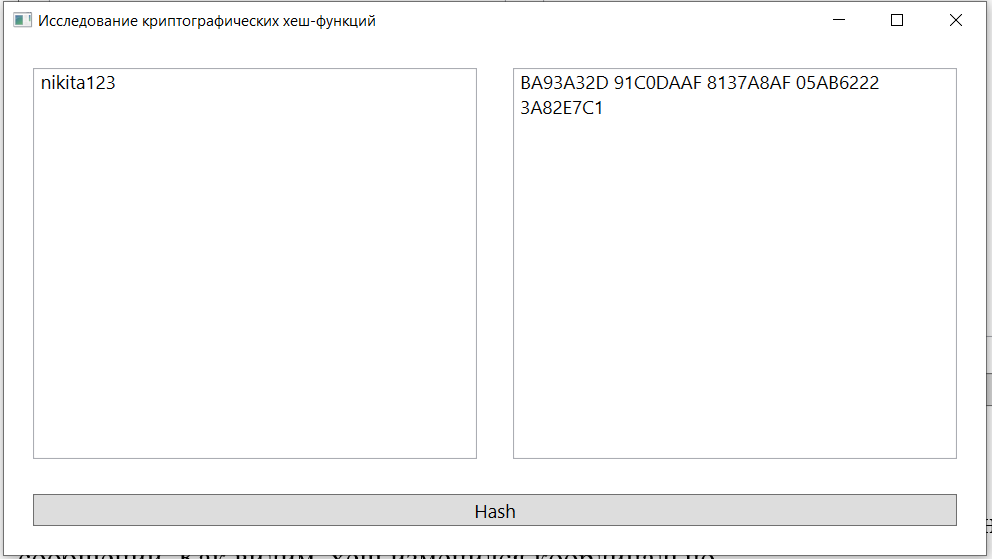 Исследование криптографических хеш-функций
nikita123
BA93A32D 91C0DAAF 8137A8AF 05AB6222
3A82E7C1
Hash